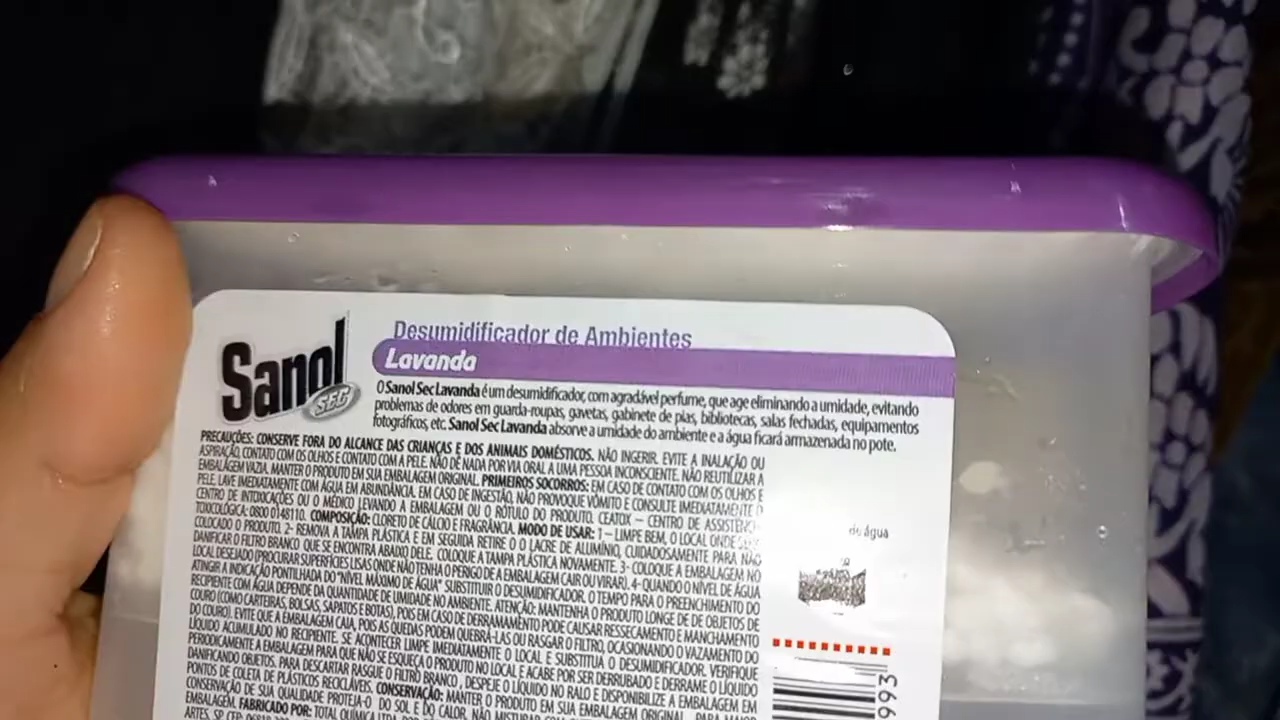 Sanol
SEC
Desumidificador de Ambientes
Lavanda
O Sanol Sec Lavanda é um desumidificador, com agradável perfume, que age eliminando a umidade, evitando
problemas de odores em guarda-roupas, gavetas, gabinete de pias, bibliotecas, salas fechadas, equipamentos
fotográficos, etc. Sanol Sec Lavanda absorve a umidade do ambiente e a água ficará armazenada no pote.
PRECAUÇÕES: CONSERVE FORA DO ALCANCE DAS CRIANÇAS E DOS ANIMAIS DOMÉSTICOS. NÃO INGERIR. EVITE A INALAÇÃO OU
ASPIRAÇÃO, CONTATO COM OS OLHOS E CONTATO COM A PELE. NÃO DÊ NADA POR VIA ORAL A UMA PESSOA INCONSCIENTE. NÃO REUTILIZAR A
EMBALAGEM VAZIA. MANTER O PRODUTO EM SUA EMBALAGEM ORIGINAL. PRIMEIROS SOCORROS: EM CASO DE CONTATO COM OS OLHOS E
PELE, LAVE IMEDIATAMENTE COM ÁGUA EM ABUNDÂNCIA. EM CASO DE INGESTÃO, NÃO PROVOQUE VÔMITO E CONSULTE IMEDIATAMENTE
CENTRO DE INTOXICAÇÕES OU O MÉDICO LEVANDO A EMBALAGEM OU O RÓTULO DO PRODUTO. CEATOX – CENTRO DE
TOXICOLÓGICA: 0800 0148110. COMPOSIÇÃO: CLORETO DE CÁLCIO E FRAGRÂNCIA. MODO DE USAR: 1 – LIMPE BEM, O LOCAL ONDE
COLOCADO O PRODUTO. 2- REMOVA A TAMPA PLÁSTICA E EM SEGUIDA RETIRE O O LACRE DE ALUMÍNIO, CUIDADOSAMENTE PARA NÃO
DANIFICAR O FILTRO BRANCO QUE SE ENCONTRA ABAIXO DELE. COLOQUE A TAMPA PLÁSTICA NOVAMENTE. 3- COLOQUE A EMBALAGEM NO
LOCAL DESEJADO (PROCURAR SUPERFÍCIES LISAS ONDE NÃO TENHA O PERIGO DE A EMBALAGEM CAIR OU VIRAR). 4- QUANDO O NÍVEL DE ÁGUA
ATINGIR A INDICAÇÃO PONTILHADA DO "NÍVEL MÁXIMO DE ÁGUA" SUBSTITUIR O DESUMIDIFICADOR. O TEMPO PARA O PREENCHIMENTO DO
RECIPIENTE COM ÁGUA DEPENDE DA QUANTIDADE DE UMIDADE NO AMBIENTE. ATENÇÃO: MANTENHA O PRODUTO LONGE DE DE OBJETOS DE
COURO (COMO CARTEIRAS, BOLSAS, SAPATOS E BOTAS), POIS EM CASO DE DERRAMAMENTO PODE CAUSAR RESSECAMENTO E MANCHAMENTO
DO COURO). EVITE QUE A EMBALAGEM CAIA, POIS AS QUEDAS PODEM QUEBRÁ-LAS OU RASGAR O FILTRO, OCASIONANDO O VAZAMENTO DO
LÍQUIDO ACUMULADO NO RECIPIENTE. SE ACONTECER LIMPE IMEDIATAMENTE O LOCAL E SUBSTITUA O DESUMIDIFICADOR. VERIFIQUE
PERIODICAMENTE A EMBALAGEM PARA QUE NÃO SE ESQUEÇA O PRODUTO NO LOCAL E ACABE POR SER DERRUBADO E DERRAME O LÍQUIDO
DANIFICANDO OBJETOS. PARA DESCARTAR RASGUE O FILTRO BRANCO , DESPEJE O LÍQUIDO NO RALO E DISPONIBILIZE A EMBALAGEM EM
PONTOS DE COLETA DE PLÁSTICOS RECICLÁVEIS. CONSERVAÇÃO: MANTER O PRODUTO EM SUA EMBALAGEM ORIGINAL. PARA MAIOR
CONSERVAÇÃO DE SUA QUALIDADE PROTEJA-O DO SOL E DO CALOR. NÃO MISTURAR COM
EMBALAGEM. FABRICADO POR: TOTAL QUÍMICA LTDA.
ARTES, SP, CEP:
de água
993